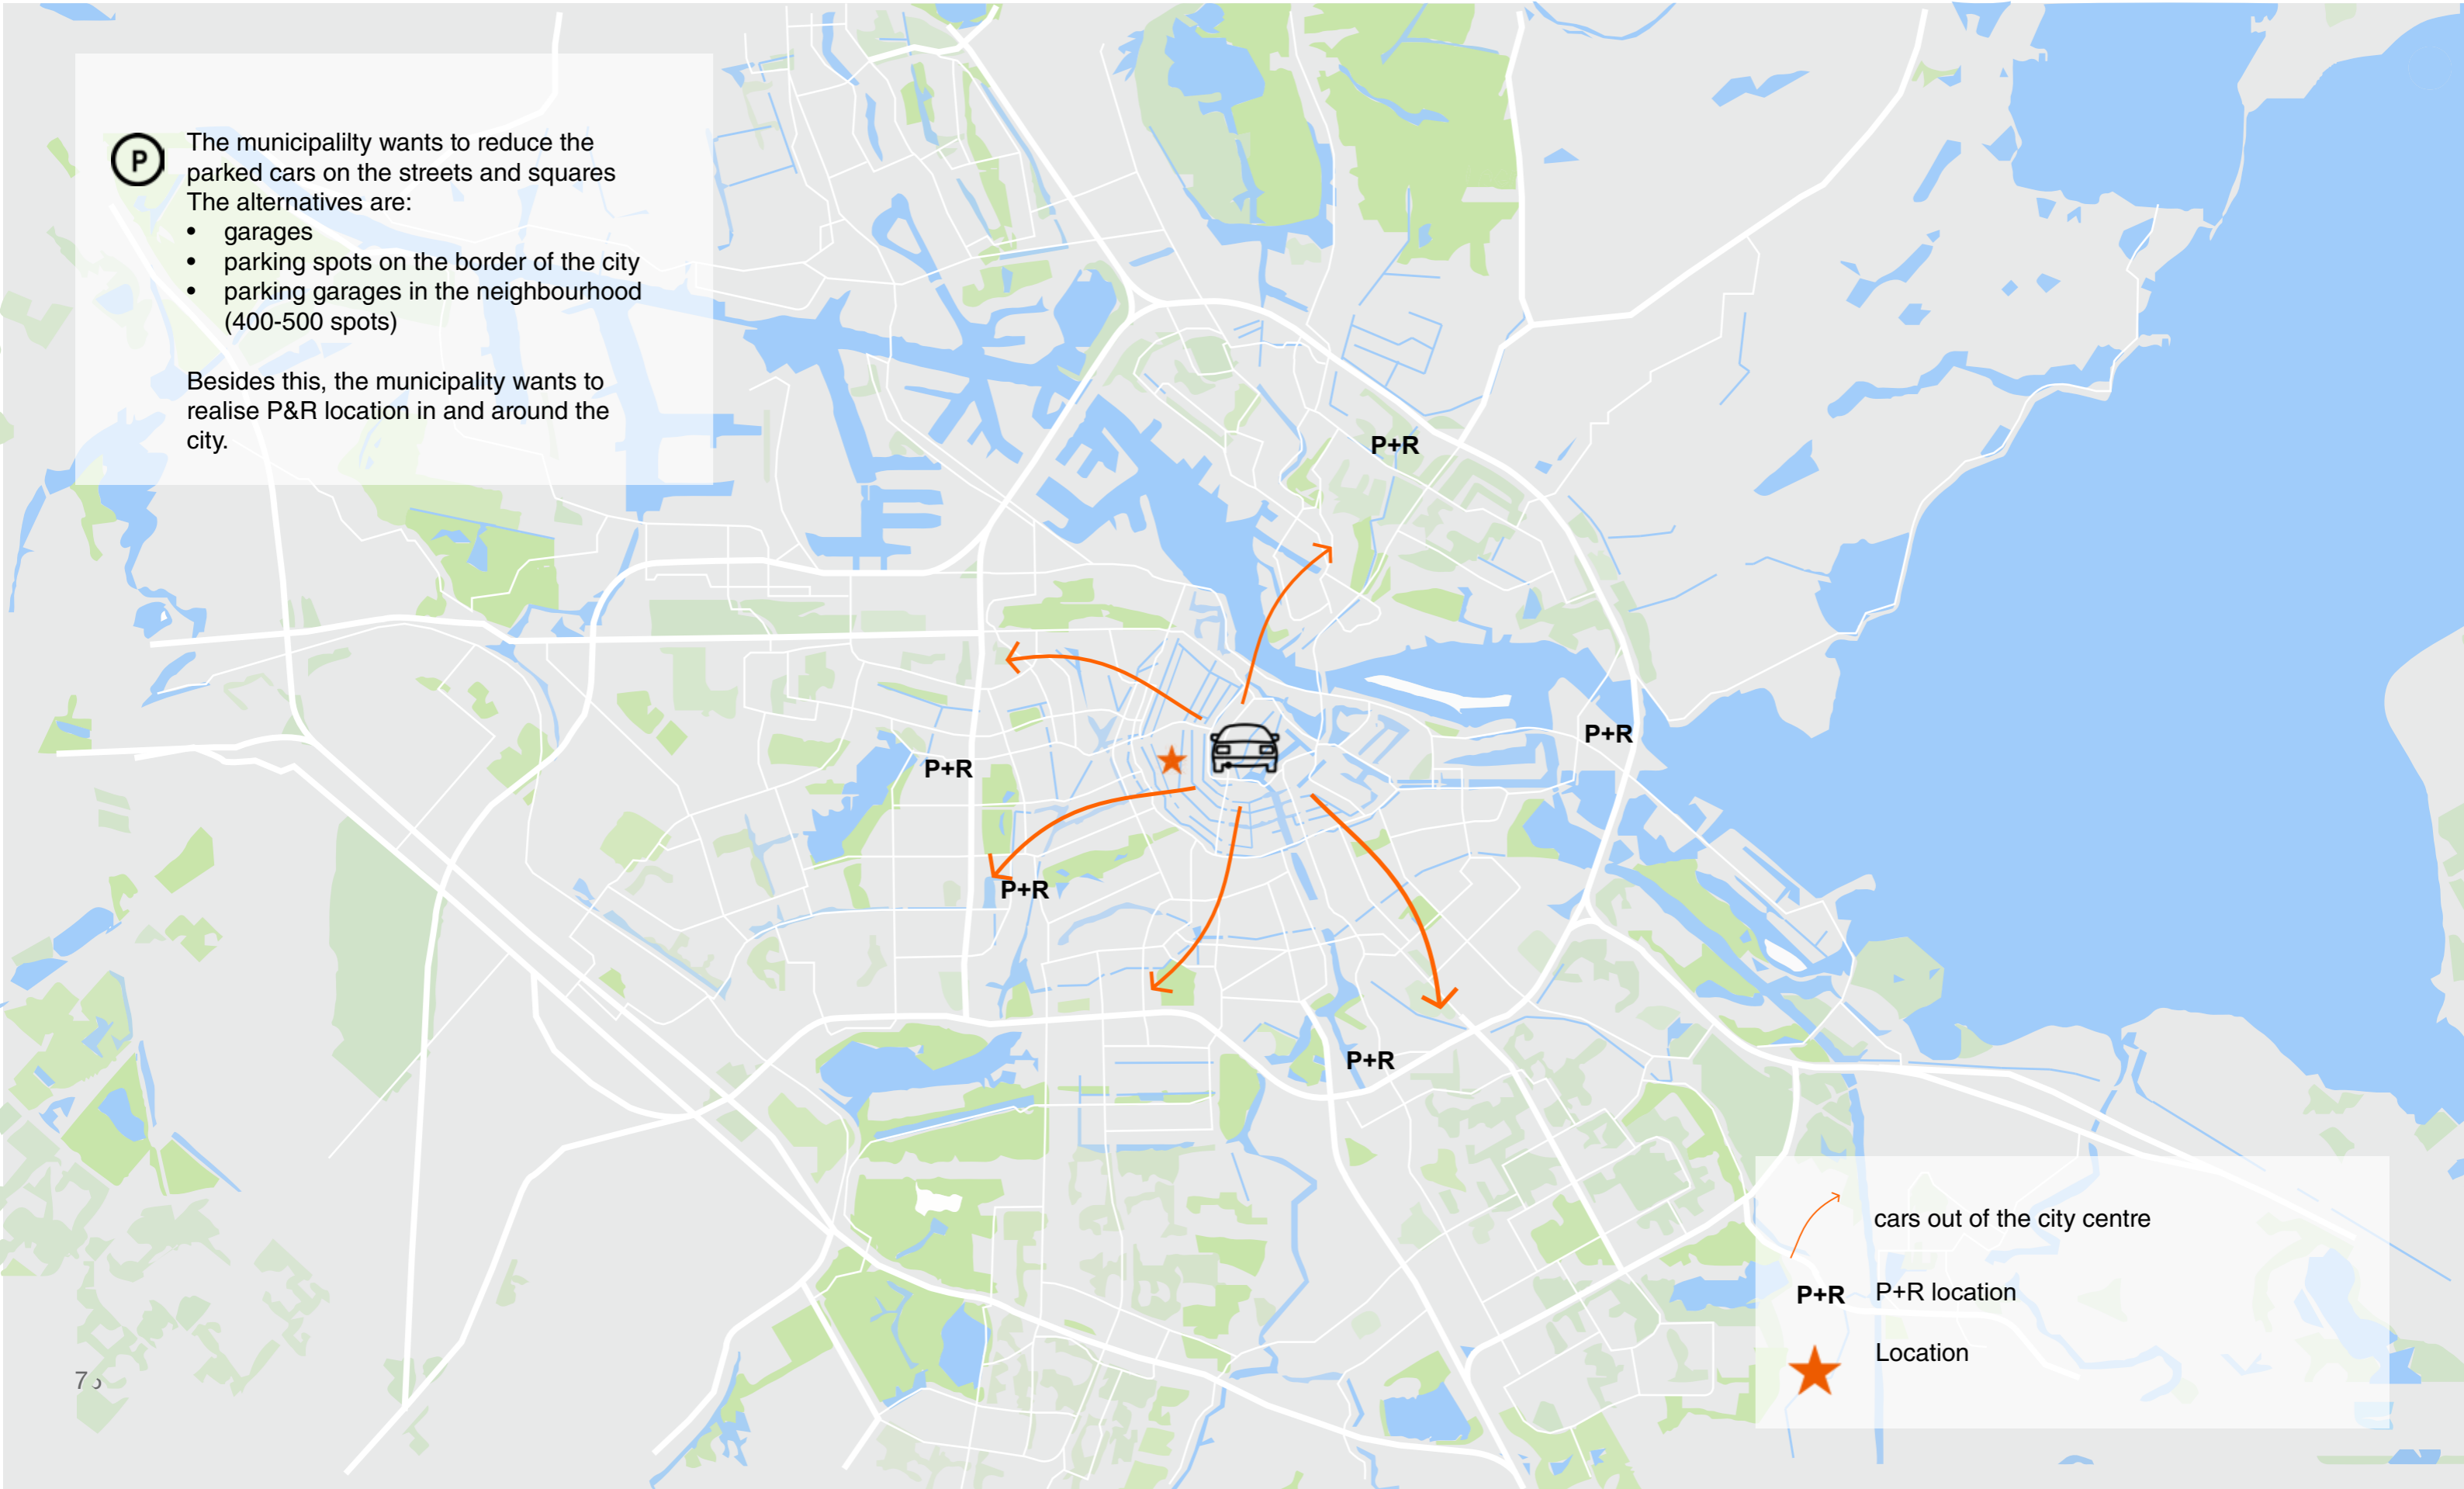 P
The municipalilty wants to reduce the
parked cars on the streets and squares
The alternatives are:
• garages
• parking spots on the border of the city
• parking garages in the neighbourhood
(400-500 spots)
Besides this, the municipality wants to
realise P&R location in and around the
city.
P+R
P+R
P+R
P+R
P+R
cars out of the city centre
P+R P+R location
Location